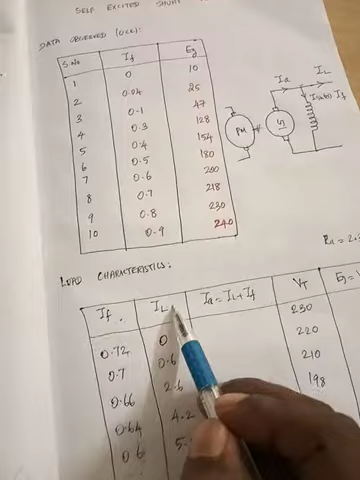 SELF EXCITED SHUNT
DATA OBSERVED (OCC):
S.No If Eg
1 0 10
2 0.04 25
3 0.1 47
4 0.3 128
5 0.4 154
6 0.5 180
7 0.6 200
8 0.7 218
9 0.8 230
10 0.9 240
Ia IL
If
PM G
LOAD CHARACTERISTICS:
If IL Ia = IL + If VT
0.72 0 230
0.7 0.6 220
0.66 2.6 210
0.64 4.2 198
0.6